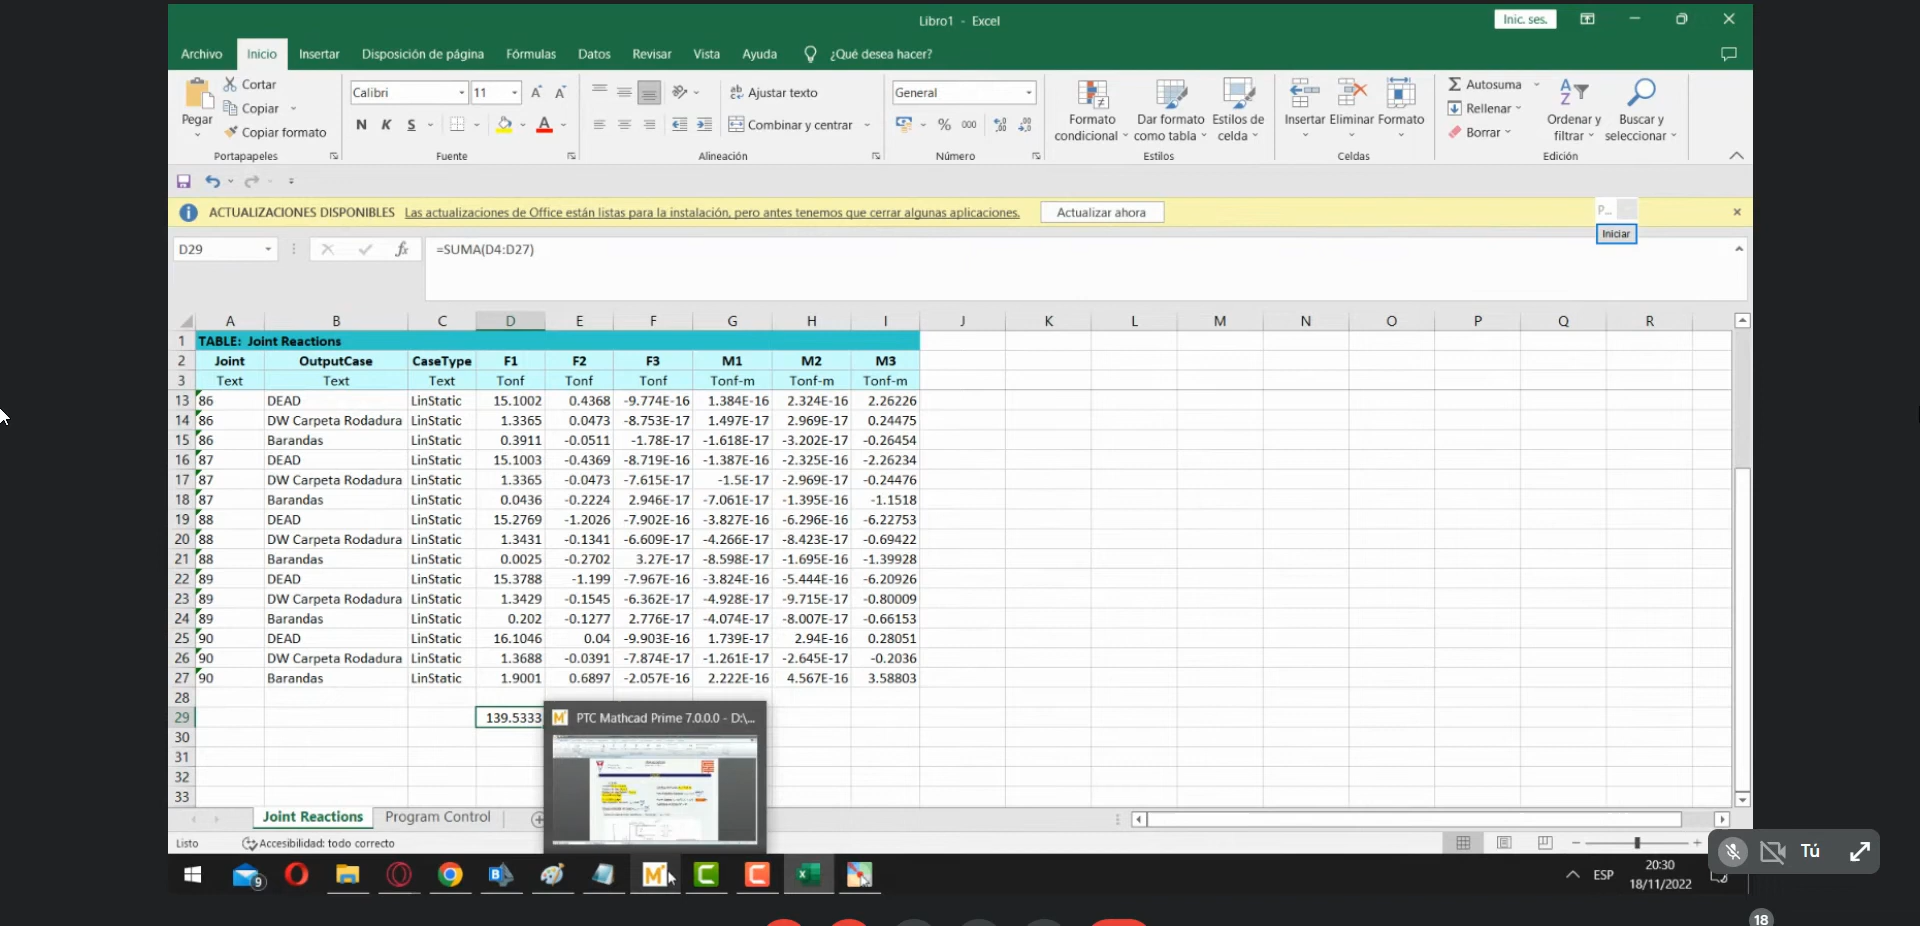 Libro1 - Excel
Inic. ses.
Archivo Inicio Insertar Disposición de página Fórmulas Datos Revisar Vista Ayuda ¿Qué desea hacer?
Pegar
Cortar
Copiar
Copiar formato
Portapapeles
Calibri 11
N K S
Fuente
Ajustar texto
Combinar y centrar
Alineación
General
% 000
Número
Formato condicional
Dar formato como tabla
Estilos de celda
Estilos
Insertar Eliminar Formato
Celdas
Autosuma
Rellenar
Borrar
Ordenar y filtrar
Buscar y seleccionar
Edición
ACTUALIZACIONES DISPONIBLES Las actualizaciones de Office están listas para la instalación, pero antes tenemos que cerrar algunas aplicaciones. Actualizar ahora
P...
Iniciar
D29 fx =SUMA(D4:D27)
A B C D E F G H I J K L M N O P Q R
1 TABLE: Joint Reactions
2 Joint OutputCase CaseType F1 F2 F3 M1 M2 M3
3 Text Text Text Tonf Tonf Tonf Tonf-m Tonf-m Tonf-m
13 86 DEAD LinStatic 15.1002 0.4368 -9.774E-16 1.384E-16 2.324E-16 2.26226
14 86 DW Carpeta Rodadura LinStatic 1.3365 0.0473 -8.753E-17 1.497E-17 2.969E-17 0.24475
15 86 Barandas LinStatic 0.3911 -0.0511 -1.78E-17 -1.618E-17 -3.202E-17 -0.26454
16 87 DEAD LinStatic 15.1003 -0.4369 -8.719E-16 -1.387E-16 -2.325E-16 -2.26234
17 87 DW Carpeta Rodadura LinStatic 1.3365 -0.0473 -7.615E-17 -1.5E-17 -2.969E-17 -0.24476
18 87 Barandas LinStatic 0.0436 -0.2224 2.946E-17 -7.061E-17 -1.395E-16 -1.1518
19 88 DEAD LinStatic 15.2769 -1.2026 -7.902E-16 -3.827E-16 -6.296E-16 -6.22753
20 88 DW Carpeta Rodadura LinStatic 1.3431 -0.1341 -6.609E-17 -4.266E-17 -8.423E-17 -0.69422
21 88 Barandas LinStatic 0.0025 -0.2702 3.27E-17 -8.598E-17 -1.695E-16 -1.39928
22 89 DEAD LinStatic 15.3788 -1.199 -7.967E-16 -3.824E-16 -5.444E-16 -6.20926
23 89 DW Carpeta Rodadura LinStatic 1.3429 -0.1545 -6.362E-17 -4.928E-17 -9.715E-17 -0.80009
24 89 Barandas LinStatic 0.202 -0.1277 2.776E-17 -4.074E-17 -8.007E-17 -0.66153
25 90 DEAD LinStatic 16.1046 0.04 -9.903E-16 1.739E-17 2.94E-16 0.28051
26 90 DW Carpeta Rodadura LinStatic 1.3688 -0.0391 -7.874E-17 -1.261E-17 -2.645E-17 -0.2036
27 90 Barandas LinStatic 1.9001 0.6897 -2.057E-16 2.222E-16 4.567E-16 3.58803
28
29 139.5333
30
31
32
33
PTC Mathcad Prime 7.0.0.0 - D:\...
Joint Reactions Program Control
Listo Accesibilidad: todo correcto
Tú
9
ESP
20:30
18/11/2022
18